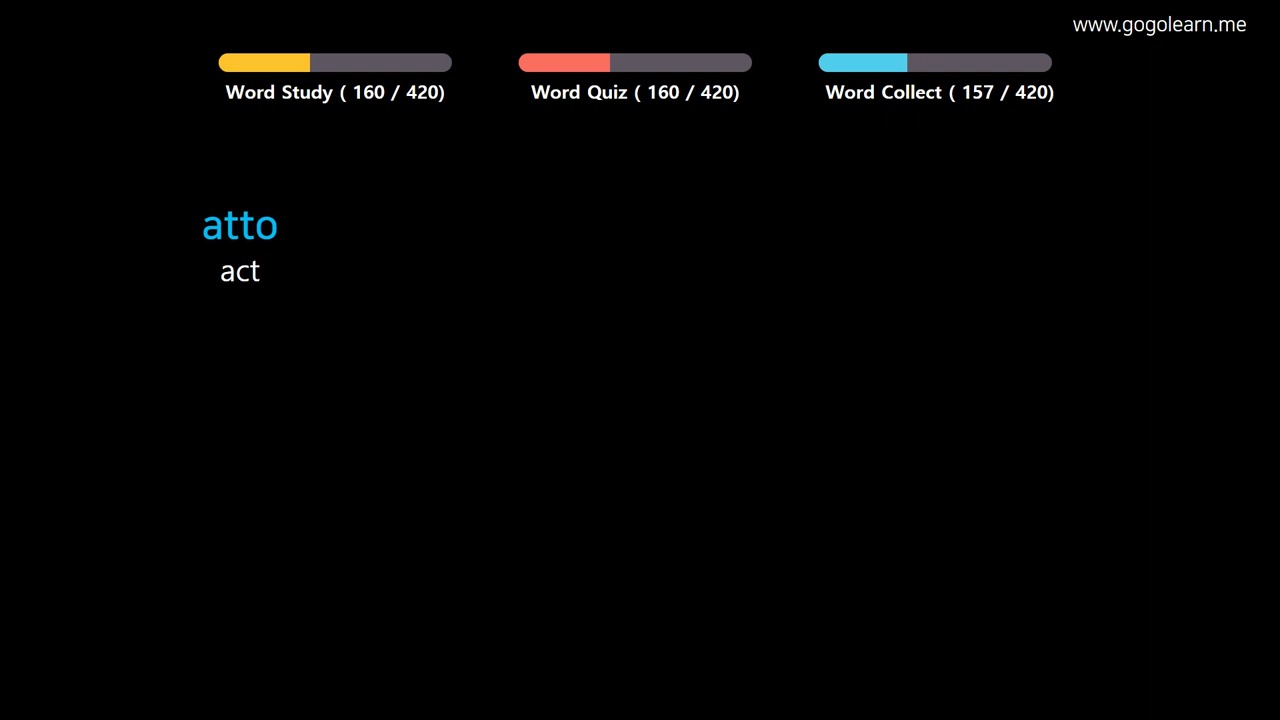 www.gogolearn.me
Word Study ( 160 / 420)
Word Quiz ( 160 / 420)
Word Collect ( 157 / 420)
atto
act